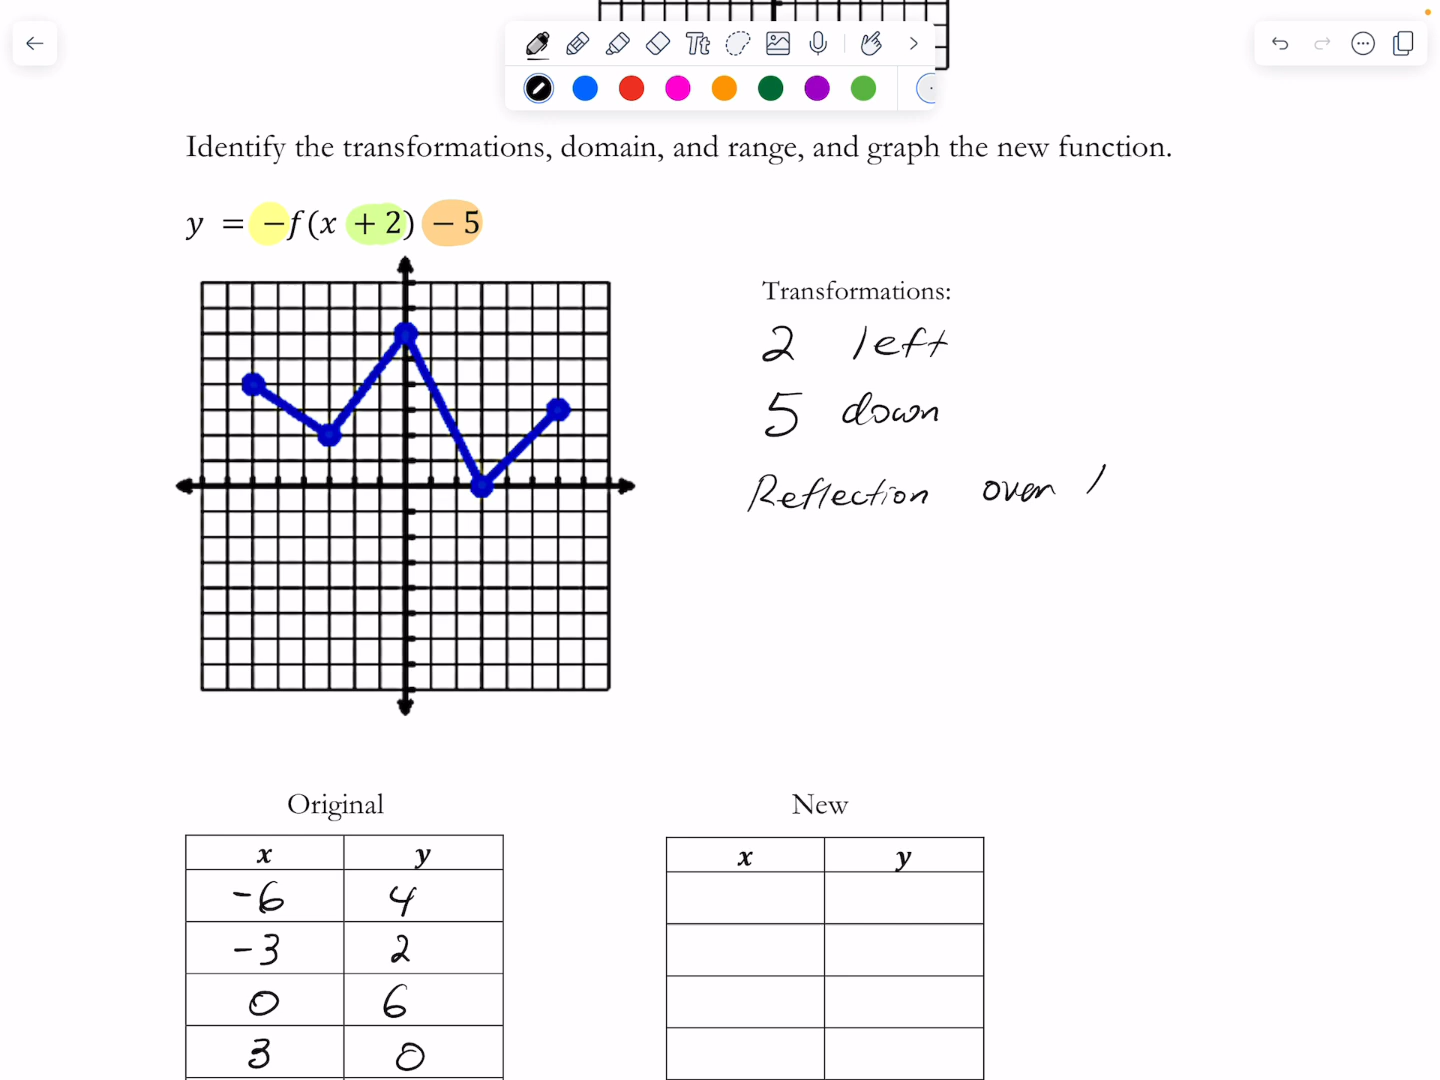 Tt
Identify the transformations, domain, and range, and graph the new function.
y = −f(x + 2) − 5
Transformations:
2 left
5 down
Reflection over
Original
x y
-6 4
-3 2
0 6
3 0
New
x y